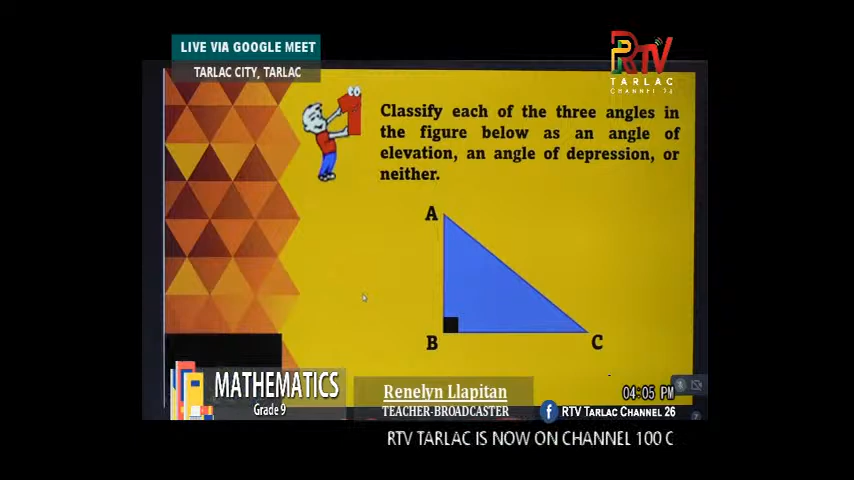 LIVE VIA GOOGLE MEET
TARLAC CITY, TARLAC
RTV
TARLAC
CHANNEL 26
Classify each of the three angles in
the figure below as an angle of
elevation, an angle of depression, or
neither.
A
B
C
MATHEMATICS
Grade 9
Renelyn Llapitan
TEACHER-BROADCASTER
04:05 PM
f RTV TARLAC CHANNEL 26
RTV TARLAC IS NOW ON CHANNEL 100 C